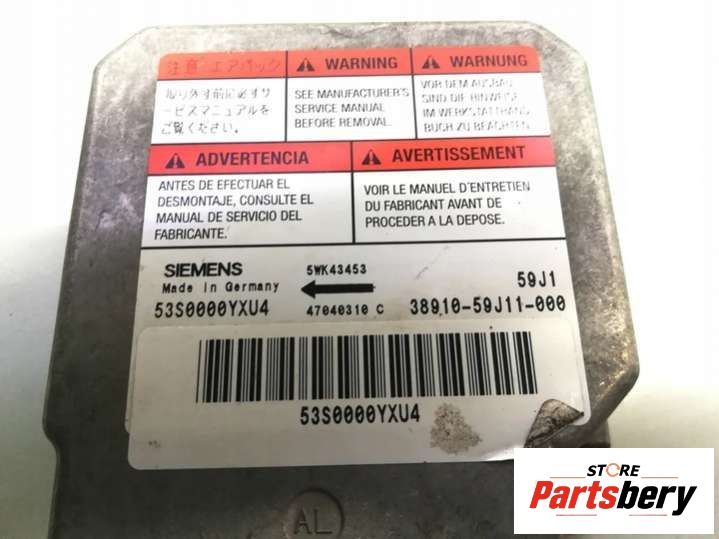 注意 エアバッグ
取り外す前に必ずサ
ービスマニュアルを
ご覧ください。
WARNING
SEE MANUFACTURER'S
SERVICE MANUAL
BEFORE REMOVAL.
WARNUNG
VOR DEM AUSBAU
SIND DIE HINWEISE
IM WERKSTATTHANS
BUCH ZU BEACHTEN.
ADVERTENCIA
ANTES DE EFECTUAR EL
DESMONTAJE, CONSULTE EL
MANUAL DE SERVICIO DEL
FABRICANTE.
AVERTISSEMENT
VOIR LE MANUEL D'ENTRETIEN
DU FABRICANT AVANT DE
PROCEDER A LA DEPOSE.
SIEMENS
5WK43453
59J1
Made in Germany
53S0000YXU4
47040310 C
38910-59J11-000
53S0000YXU4
AL
STORE
Partsbery